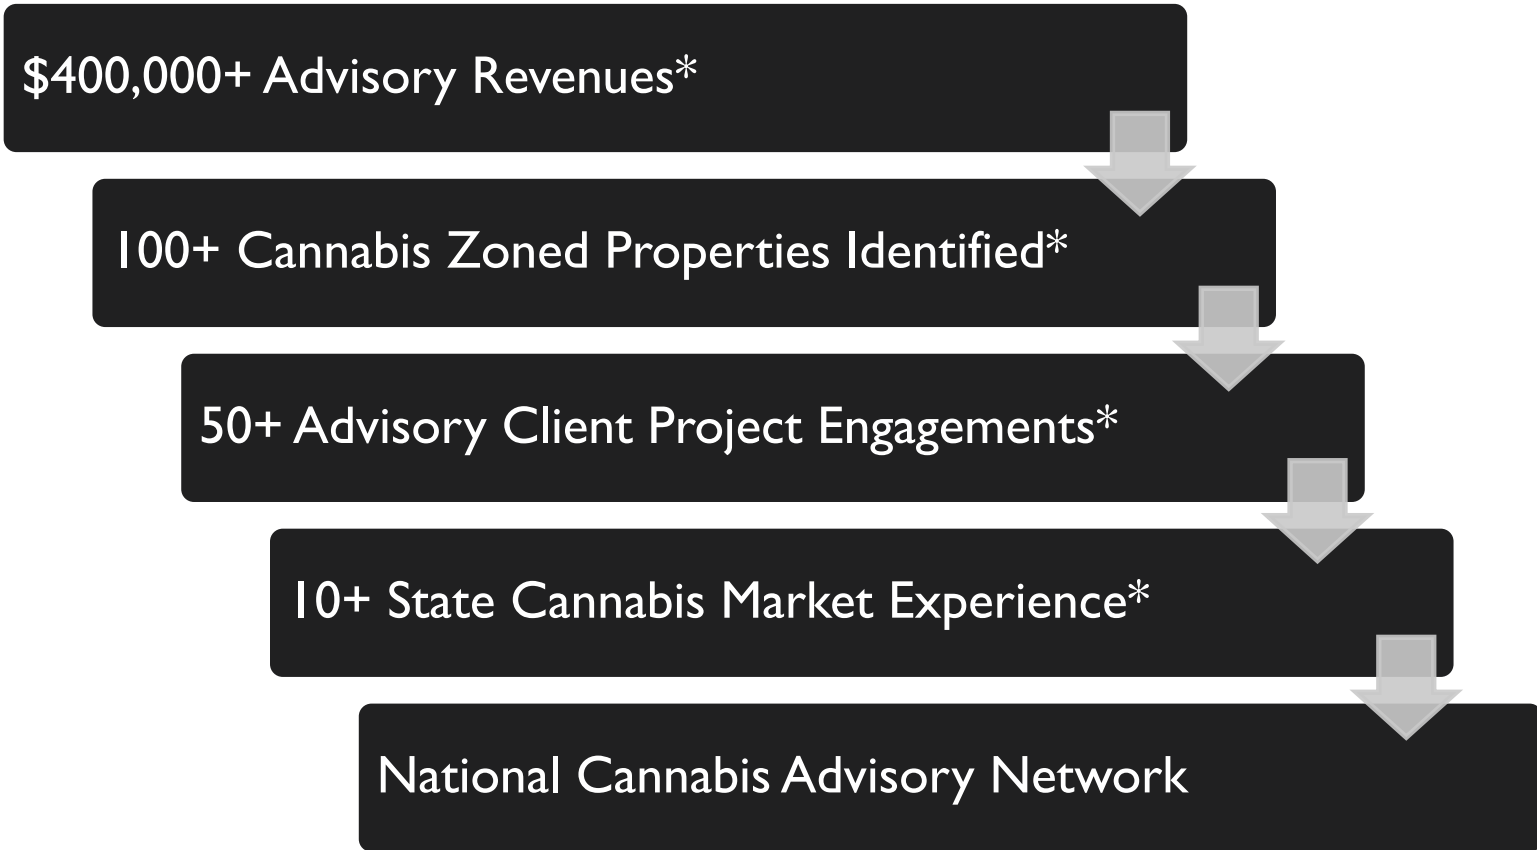 $400,000+ Advisory Revenues*
100+ Cannabis Zoned Properties Identified*
50+ Advisory Client Project Engagements*
10+ State Cannabis Market Experience*
National Cannabis Advisory Network